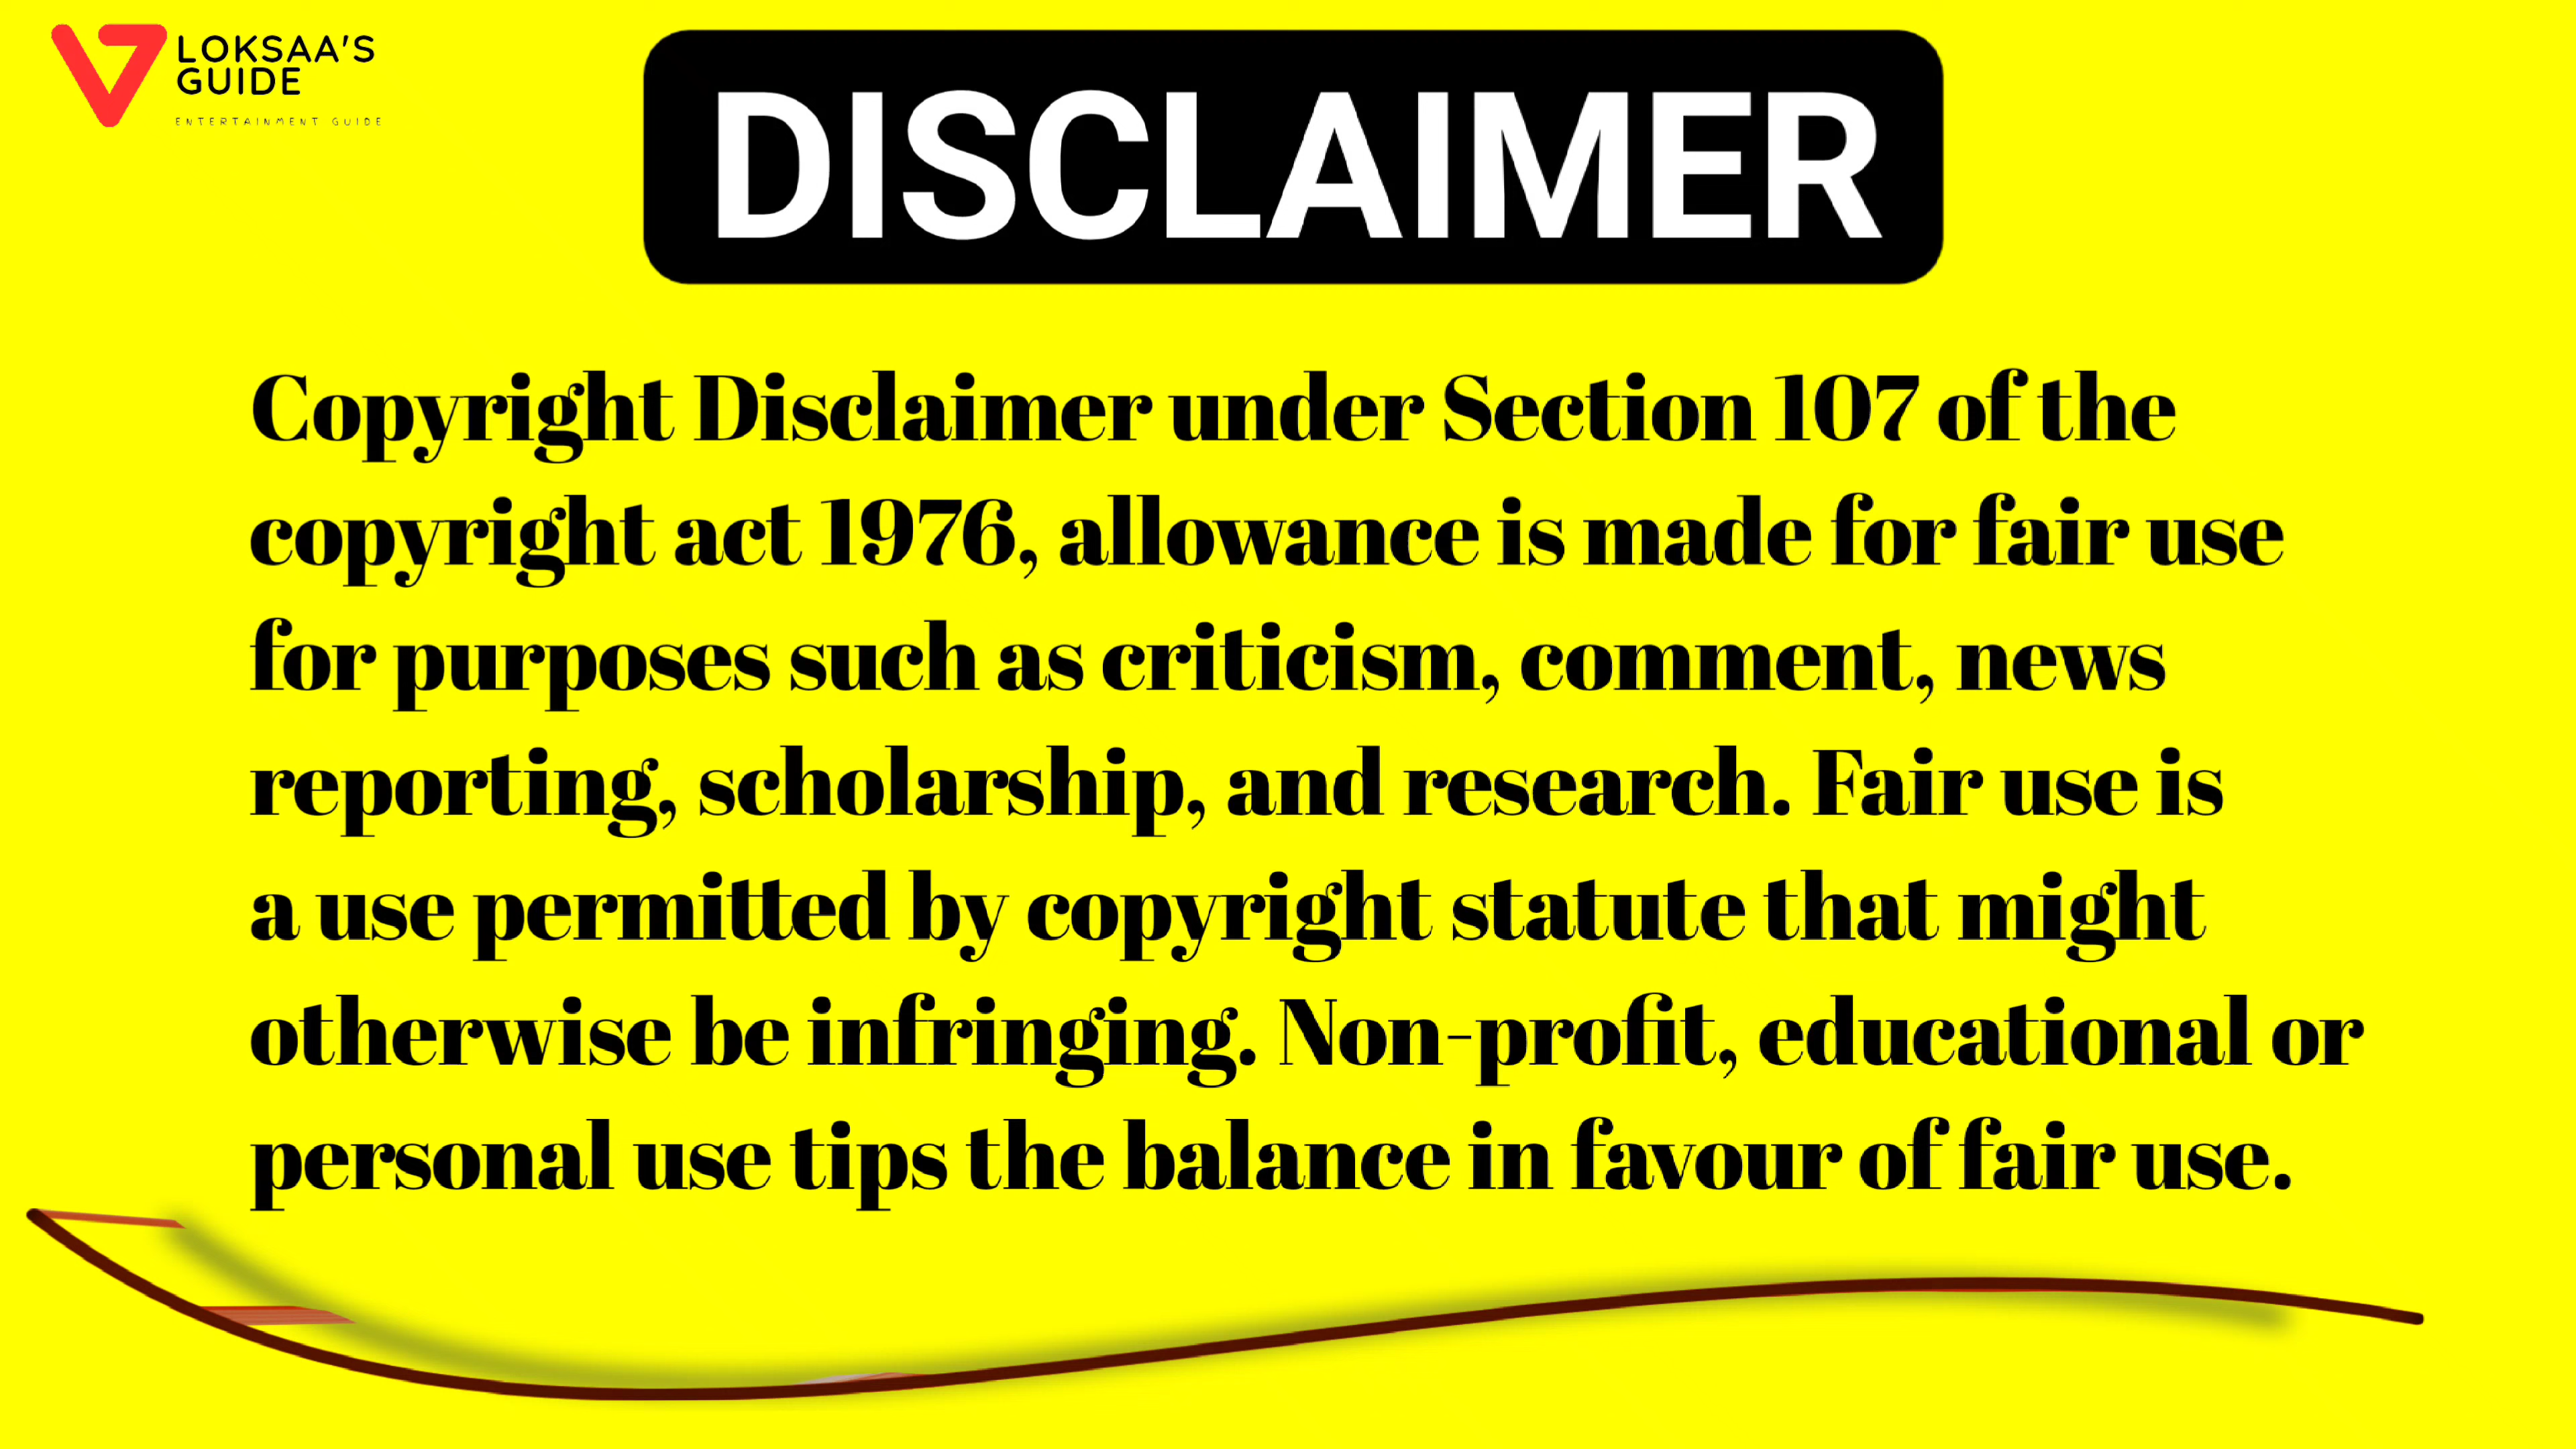 LOKSAA'S
GUIDE
ENTERTAINMENT GUIDE
DISCLAIMER
Copyright Disclaimer under Section 107 of the
copyright act 1976, allowance is made for fair use
for purposes such as criticism, comment, news
reporting, scholarship, and research. Fair use is
a use permitted by copyright statute that might
otherwise be infringing. Non-profit, educational or
personal use tips the balance in favour of fair use.